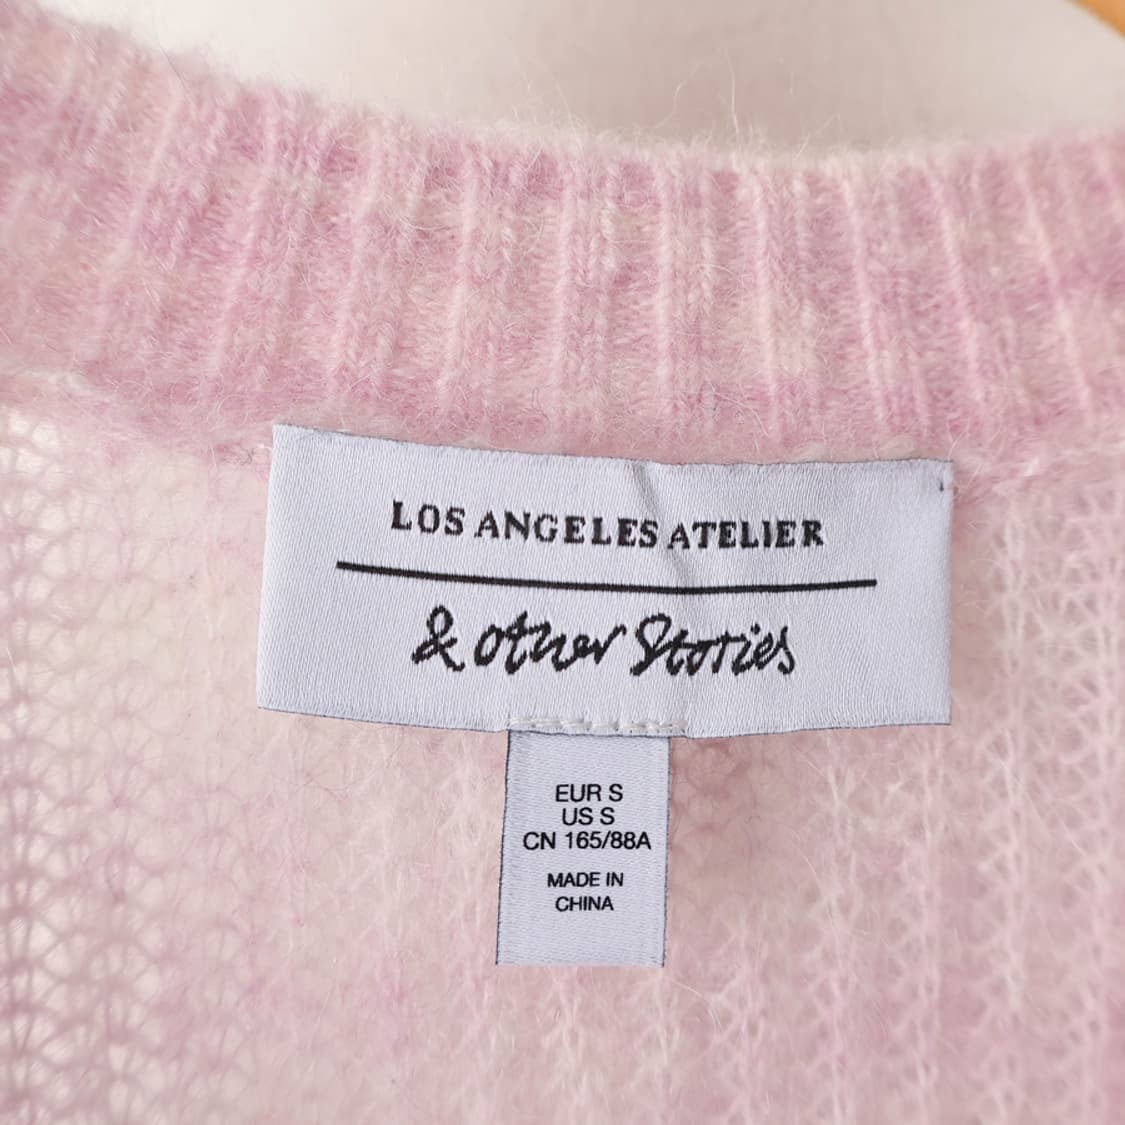 LOS ANGELES ATELIER
& other Stories
EUR S
US S
CN 165/88A
MADE IN
CHINA